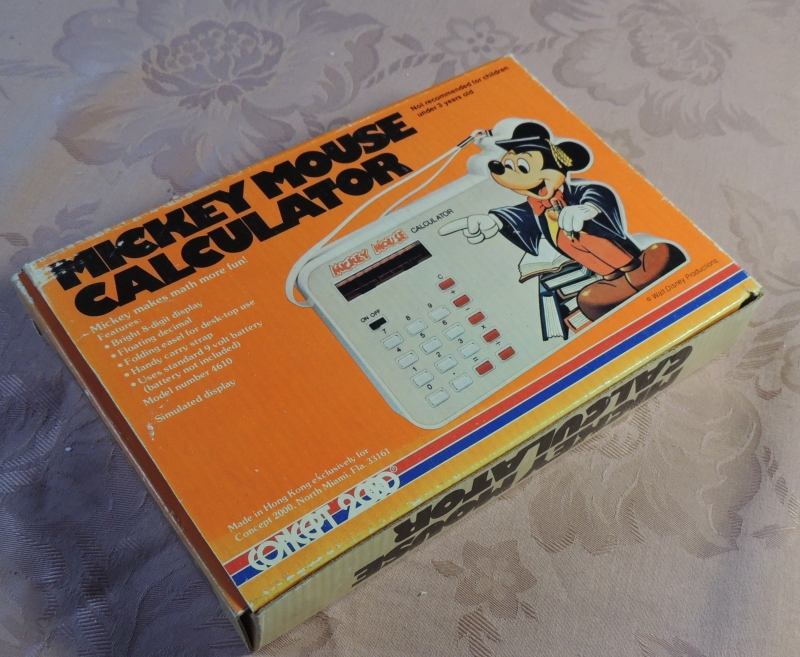 Not recommended for children
under 3 years old
MICKEY MOUSE
CALCULATOR
Mickey makes math more fun!
Features:
• Bright 8-digit display
• Floating decimal
• Folding easel for desk-top use
• Handy carry strap
• Uses standard 9 volt battery
(battery not included)
Model number 4610
Simulated display
MICKEY MOUSE CALCULATOR
ON OFF
C
7 8 9 ÷
4 5 6 -
1 2 3 x
0 = +
© Walt Disney Productions
Made in Hong Kong exclusively for
Concept 2000, North Miami, Fla. 33161
CONCEPT 2000®
MICKEY MOUSE
CALCULATOR